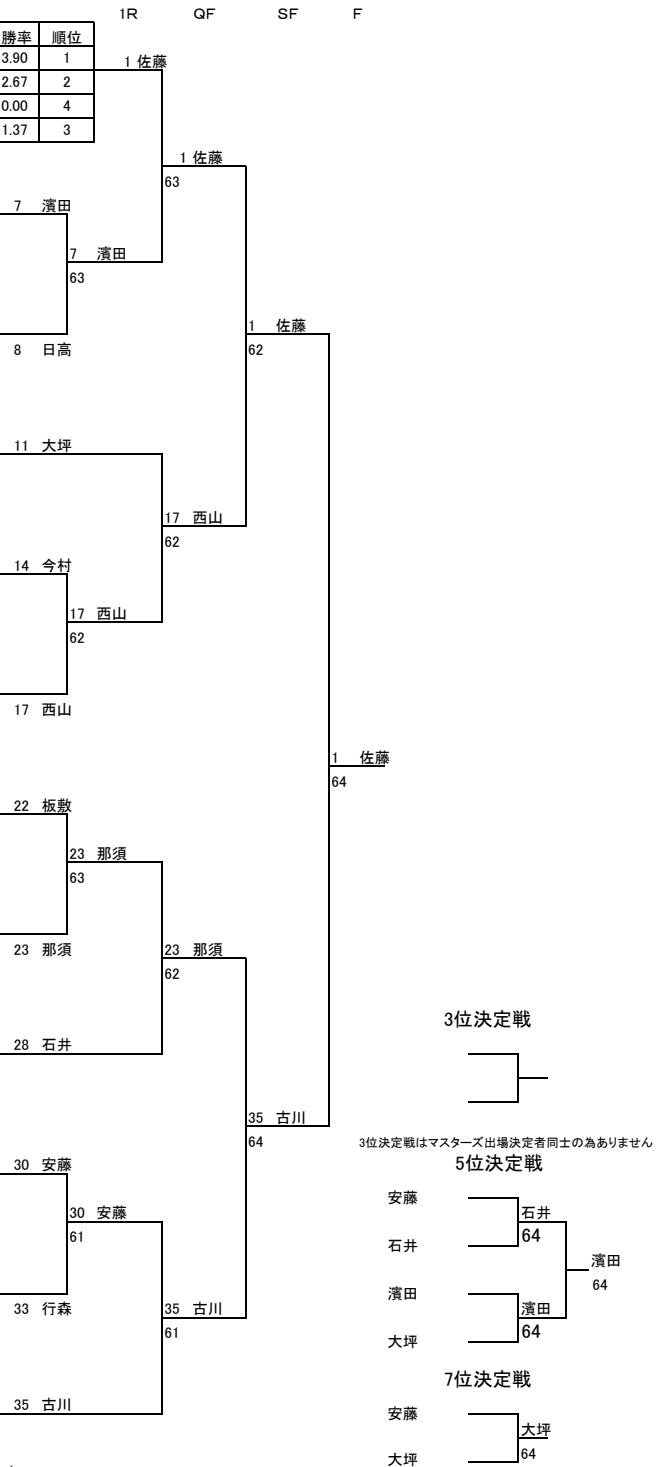 1R QF SF F
勝率 順位
3.90 1
1 佐藤
2.67 2
0.00 4
1.37 3
1 佐藤
63
7 濱田
7 濱田
63
1 佐藤
8 日高
62
11 大坪
17 西山
62
14 今村
17 西山
62
17 西山
1 佐藤
64
22 板敷
23 那須
63
23 那須
23 那須
62
3位決定戦
28 石井
35 古川
64
3位決定戦はマスターズ出場決定者同士の為ありません
30 安藤
5位決定戦
安藤
30 安藤
石井
61
64
石井
濱田
64
濱田
33 行森
35 古川
濱田
61
64
大坪
7位決定戦
35 古川
安藤
大坪
64
大坪